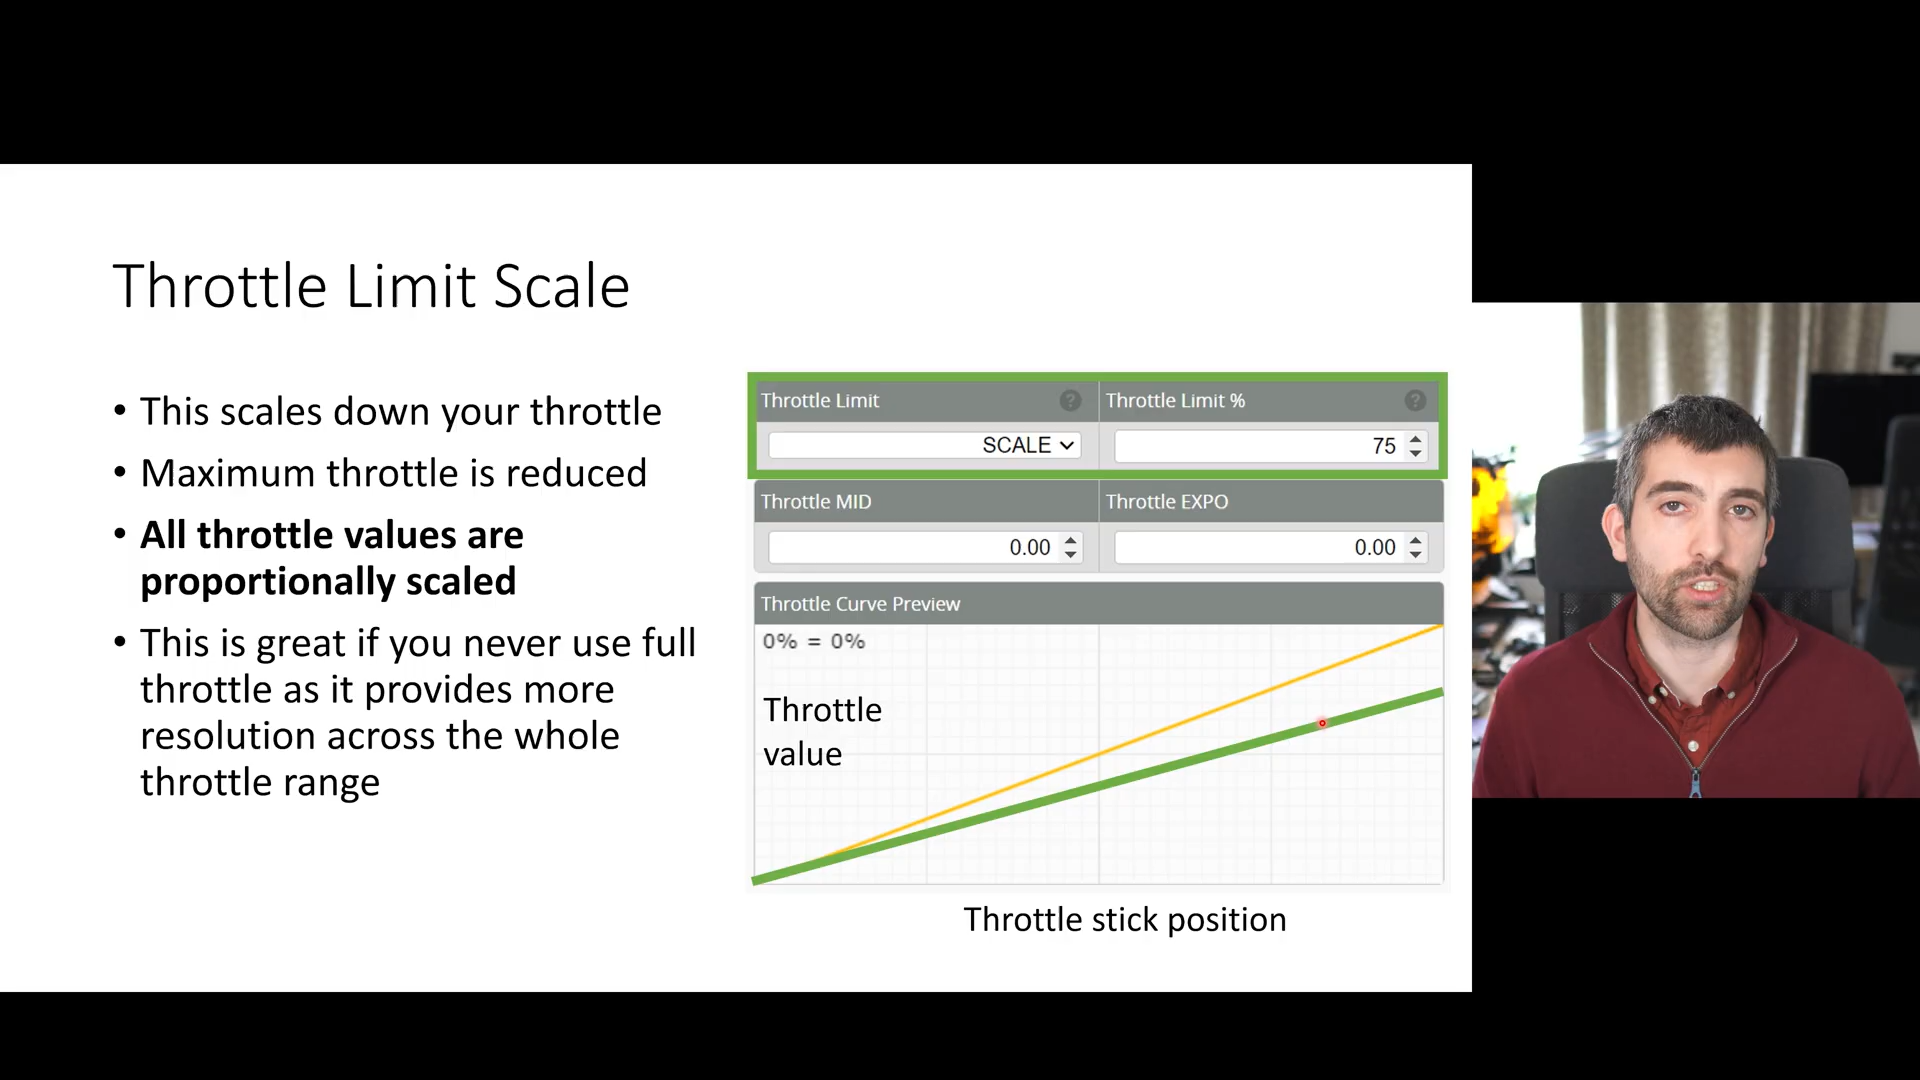 Throttle Limit Scale
• This scales down your throttle
• Maximum throttle is reduced
• All throttle values are
proportionally scaled
• This is great if you never use full
throttle as it provides more
resolution across the whole
throttle range
Throttle Limit ? Throttle Limit % ?
SCALE 75
Throttle MID Throttle EXPO
0.00 0.00
Throttle Curve Preview
0% = 0%
Throttle
value
Throttle stick position